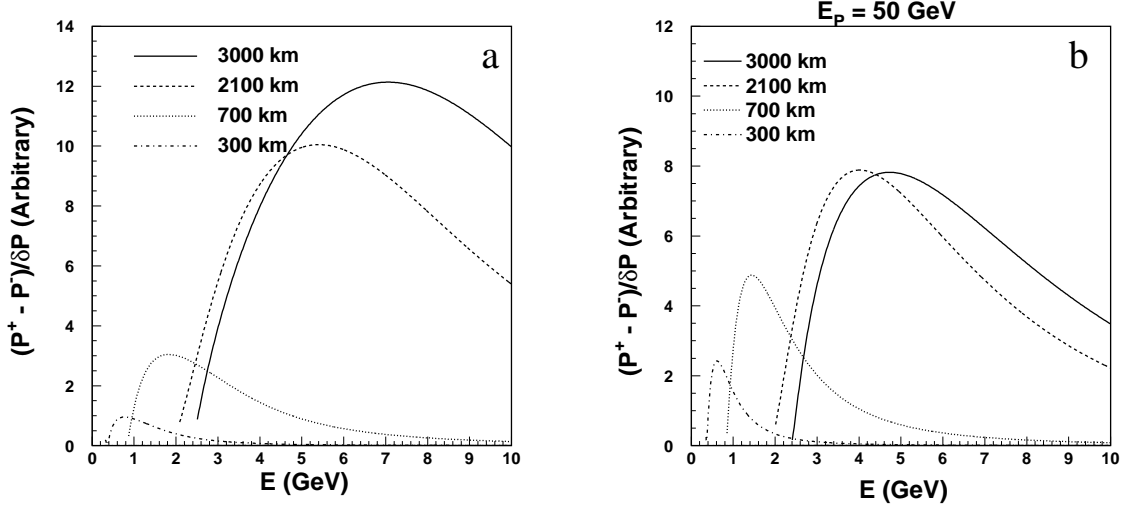 a
3000 km
2100 km
700 km
300 km
(P+ - P-)/δP (Arbitrary)
0 2 4 6 8 10 12 14
0 1 2 3 4 5 6 7 8 9 10
E (GeV)
E_P = 50 GeV
b
3000 km
2100 km
700 km
300 km
(P+ - P-)/δP (Arbitrary)
0 2 4 6 8 10 12
0 1 2 3 4 5 6 7 8 9 10
E (GeV)